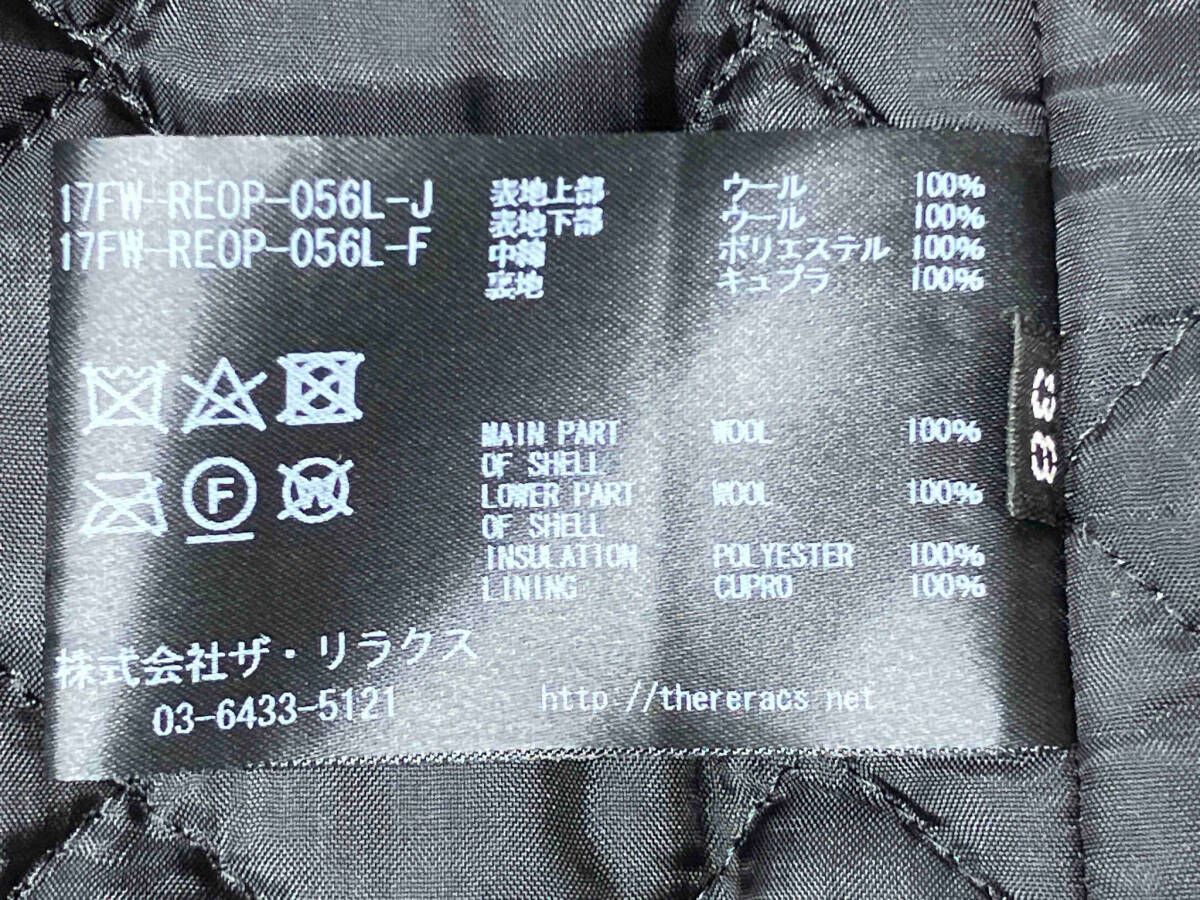 17FW-REOP-056L-J
17FW-REOP-056L-F
表地上部 ウール 100%
表地下部 ウール 100%
中綿 ポリエステル 100%
裏地 キュプラ 100%
MAIN PART WOOL 100%
OF SHELL
LOWER PART WOOL 100%
OF SHELL
INSULATION POLYESTER 100%
LINING CUPRO 100%
F
W
株式会社ザ・リラクス
03-6433-5121
http://thereracs.net